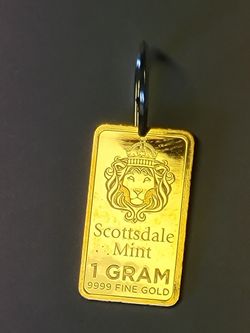 Scottsdale
Mint
1 GRAM
9999 FINE GOLD